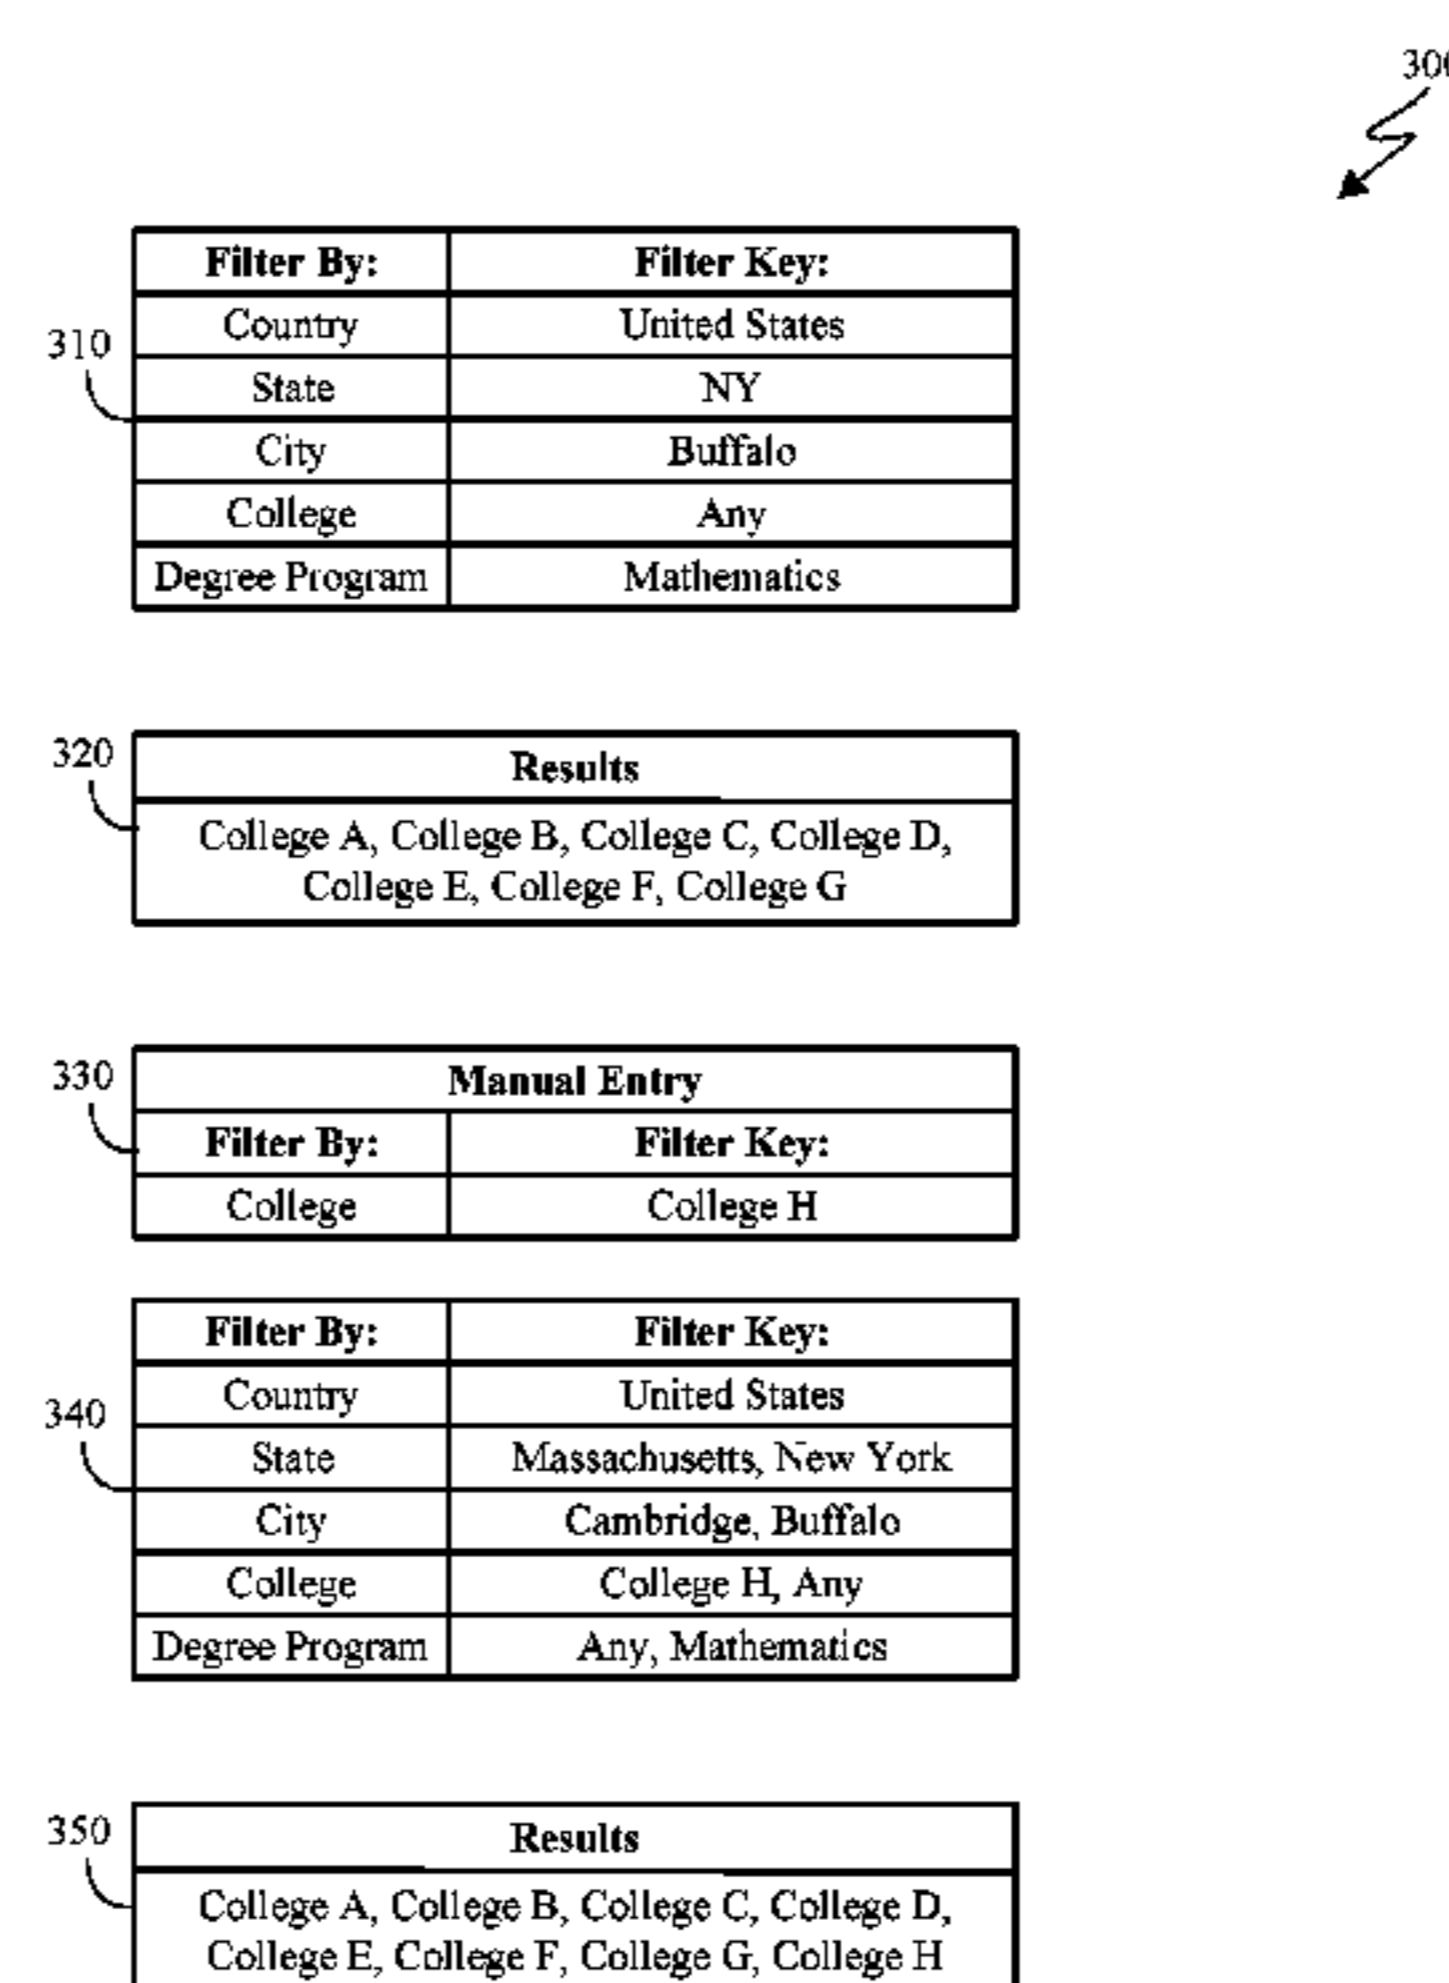 300
Filter By: Filter Key:
310
Country United States
State NY
City Buffalo
College Any
Degree Program Mathematics
320
Results
College A, College B, College C, College D,
College E, College F, College G
330
Manual Entry
Filter By: Filter Key:
College College H
Filter By: Filter Key:
Country United States
340
State Massachusetts, New York
City Cambridge, Buffalo
College College H, Any
Degree Program Any, Mathematics
350
Results
College A, College B, College C, College D,
College E, College F, College G, College H